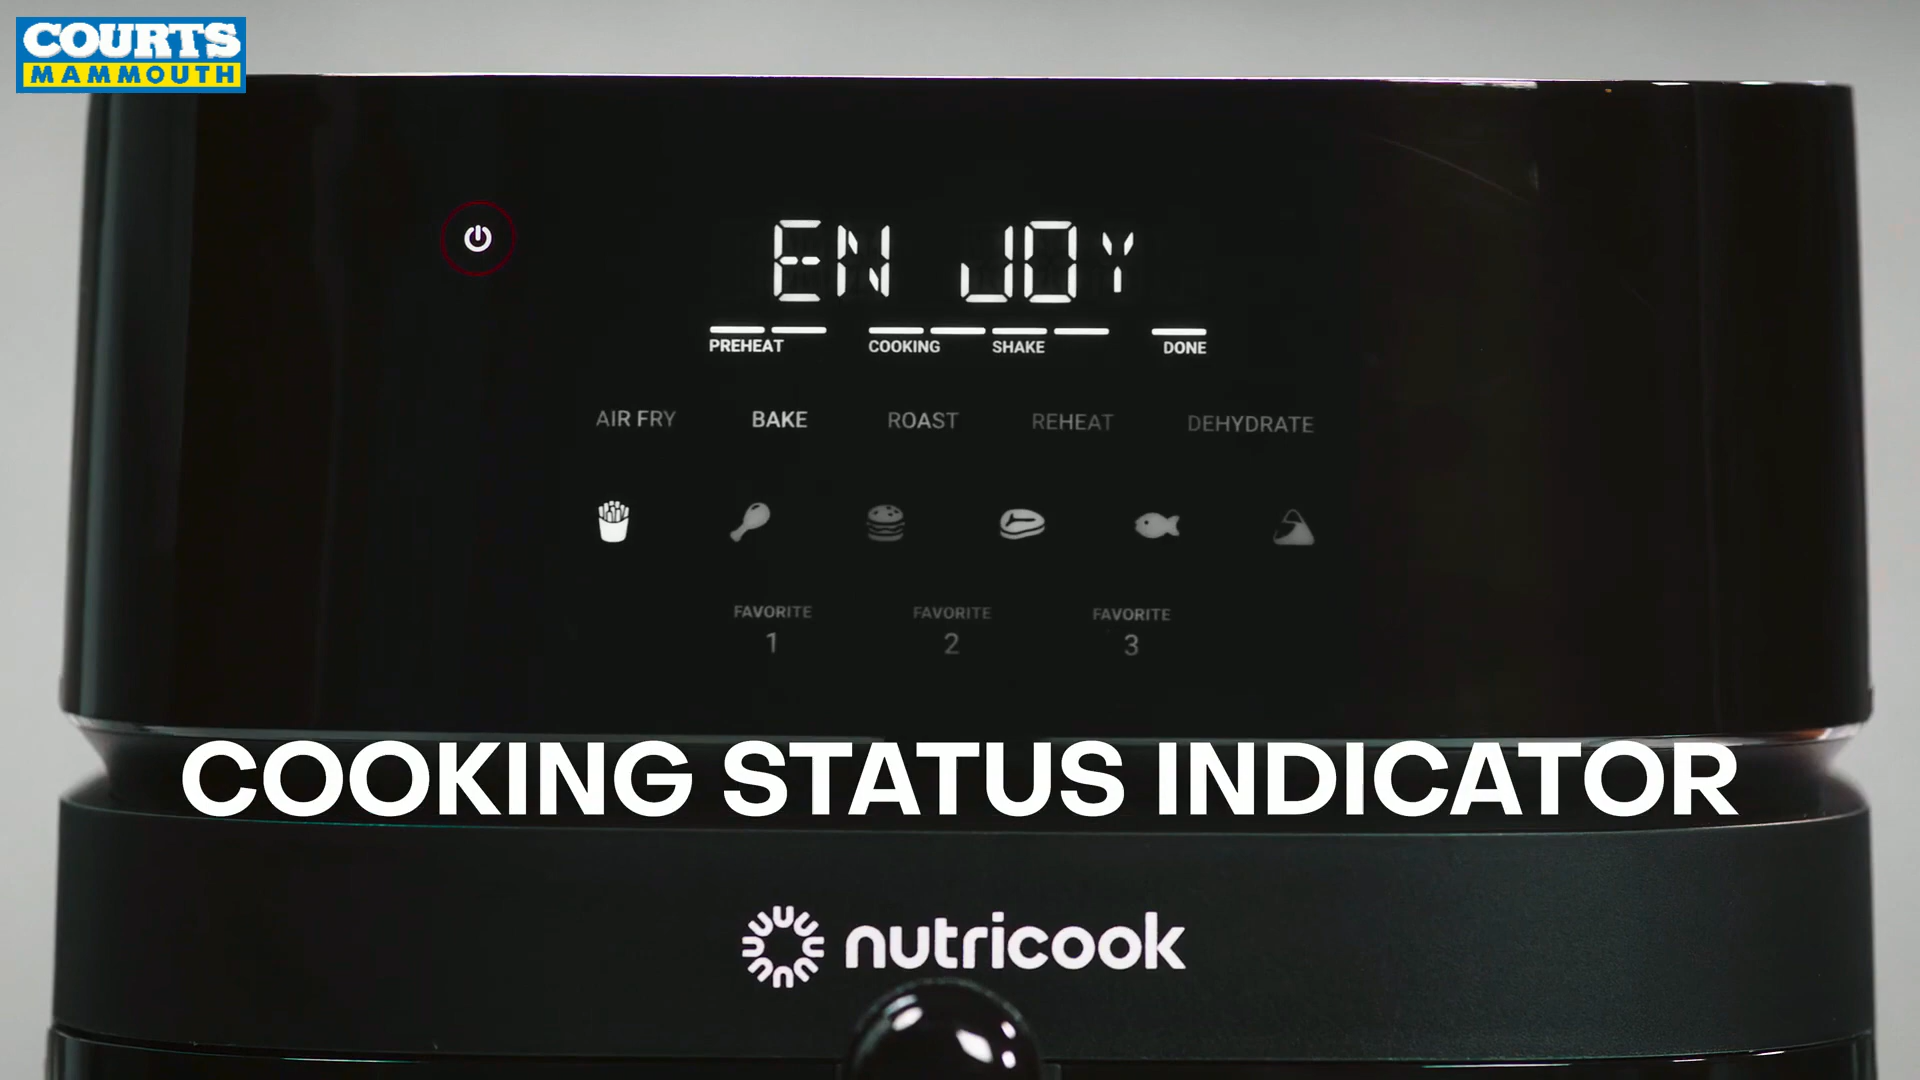 COURTS
MAMMOUTH
EN JOY
PREHEAT COOKING SHAKE DONE
AIR FRY BAKE ROAST REHEAT DEHYDRATE
FAVORITE FAVORITE FAVORITE
1 2 3
COOKING STATUS INDICATOR
nutricook